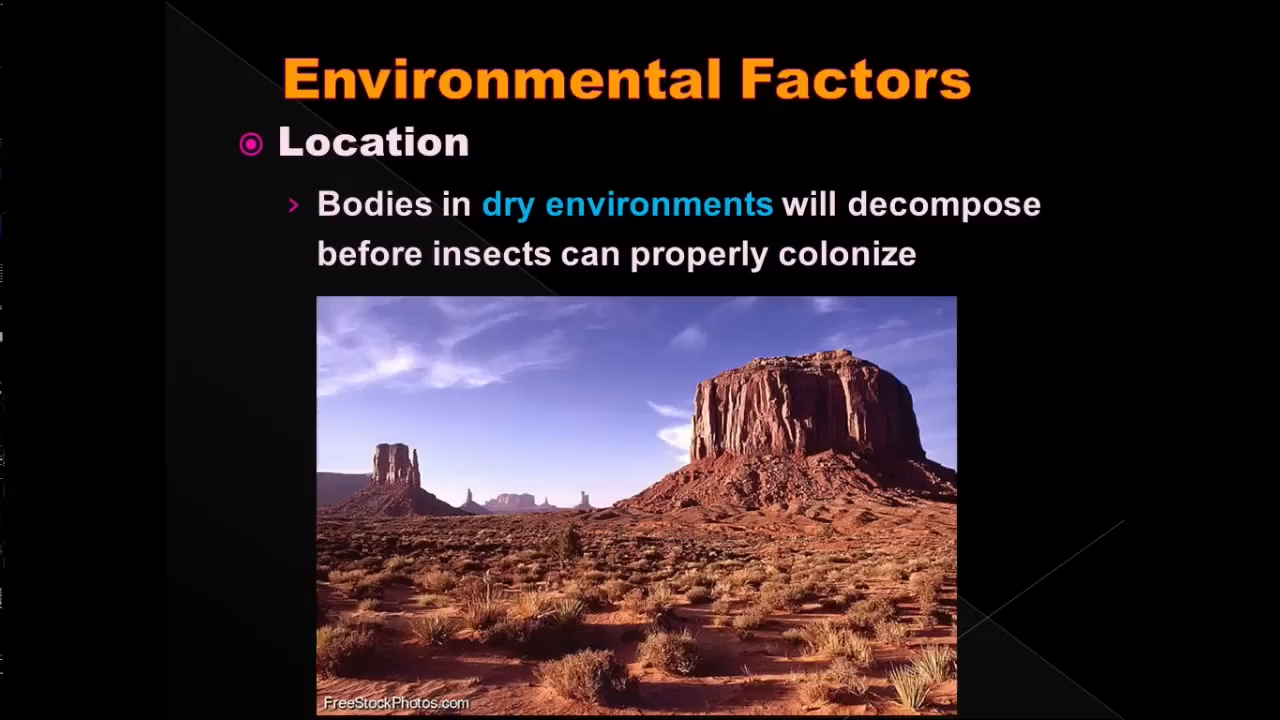 Environmental Factors
Location
Bodies in dry environments will decompose
before insects can properly colonize
FreeStockPhotos.com